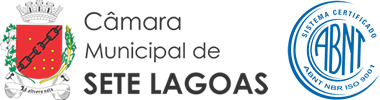 Câmara
Municipal de
SETE LAGOAS
SISTEMA CERTIFICADO
ABNT
ABNT NBR ISO 9001